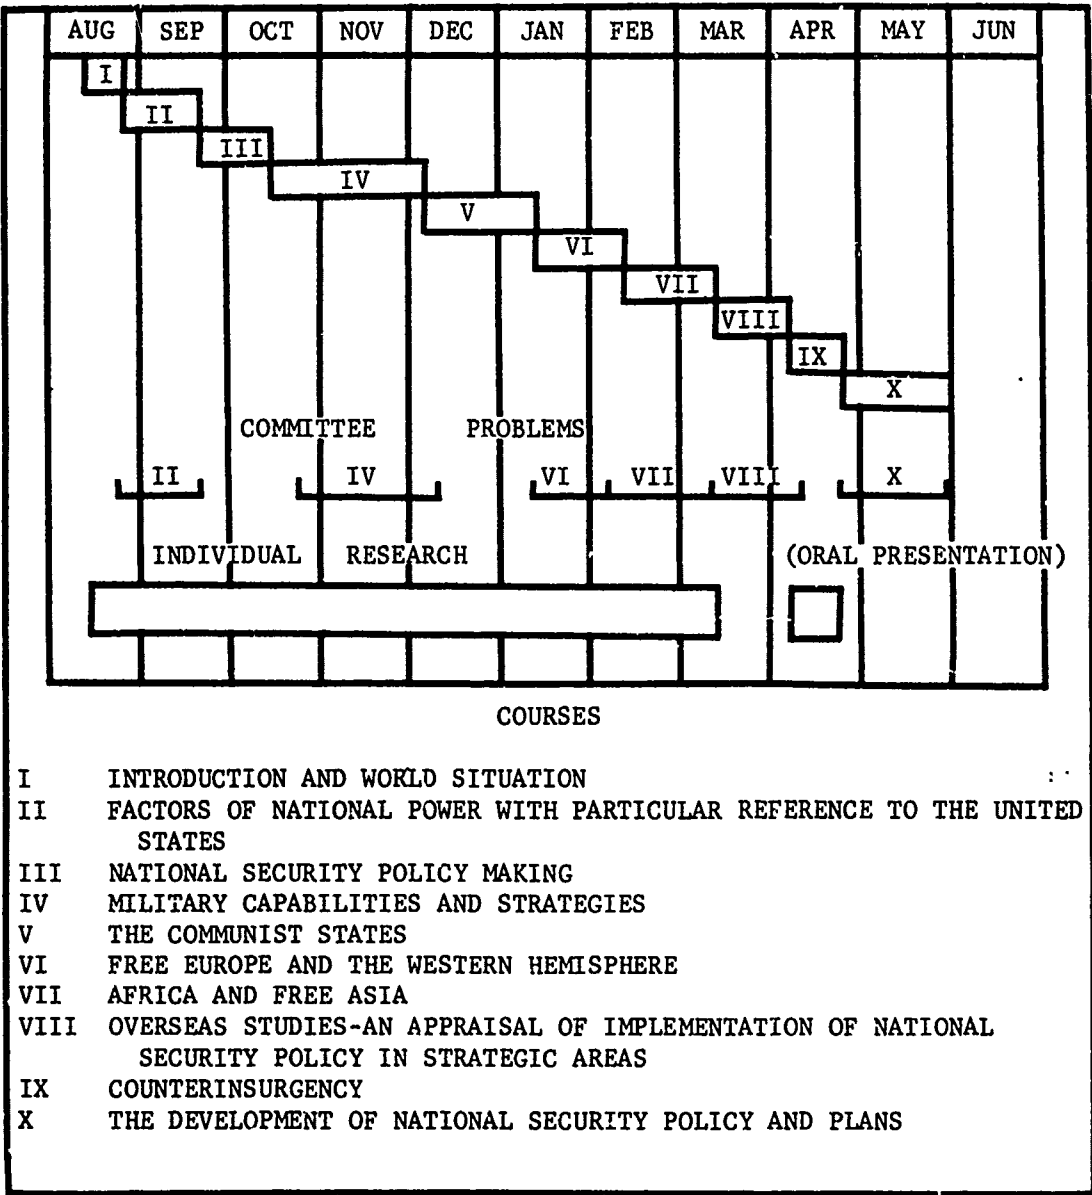 AUG SEP OCT NOV DEC JAN FEB MAR APR MAY JUN
I
II
III
IV
V
VI
VII
VIII
IX
X
COMMITTEE PROBLEMS
II IV VI VII VIII X
INDIVIDUAL RESEARCH (ORAL PRESENTATION)
COURSES
I INTRODUCTION AND WORLD SITUATION
II FACTORS OF NATIONAL POWER WITH PARTICULAR REFERENCE TO THE UNITED
STATES
III NATIONAL SECURITY POLICY MAKING
IV MILITARY CAPABILITIES AND STRATEGIES
V THE COMMUNIST STATES
VI FREE EUROPE AND THE WESTERN HEMISPHERE
VII AFRICA AND FREE ASIA
VIII OVERSEAS STUDIES-AN APPRAISAL OF IMPLEMENTATION OF NATIONAL
SECURITY POLICY IN STRATEGIC AREAS
IX COUNTERINSURGENCY
X THE DEVELOPMENT OF NATIONAL SECURITY POLICY AND PLANS